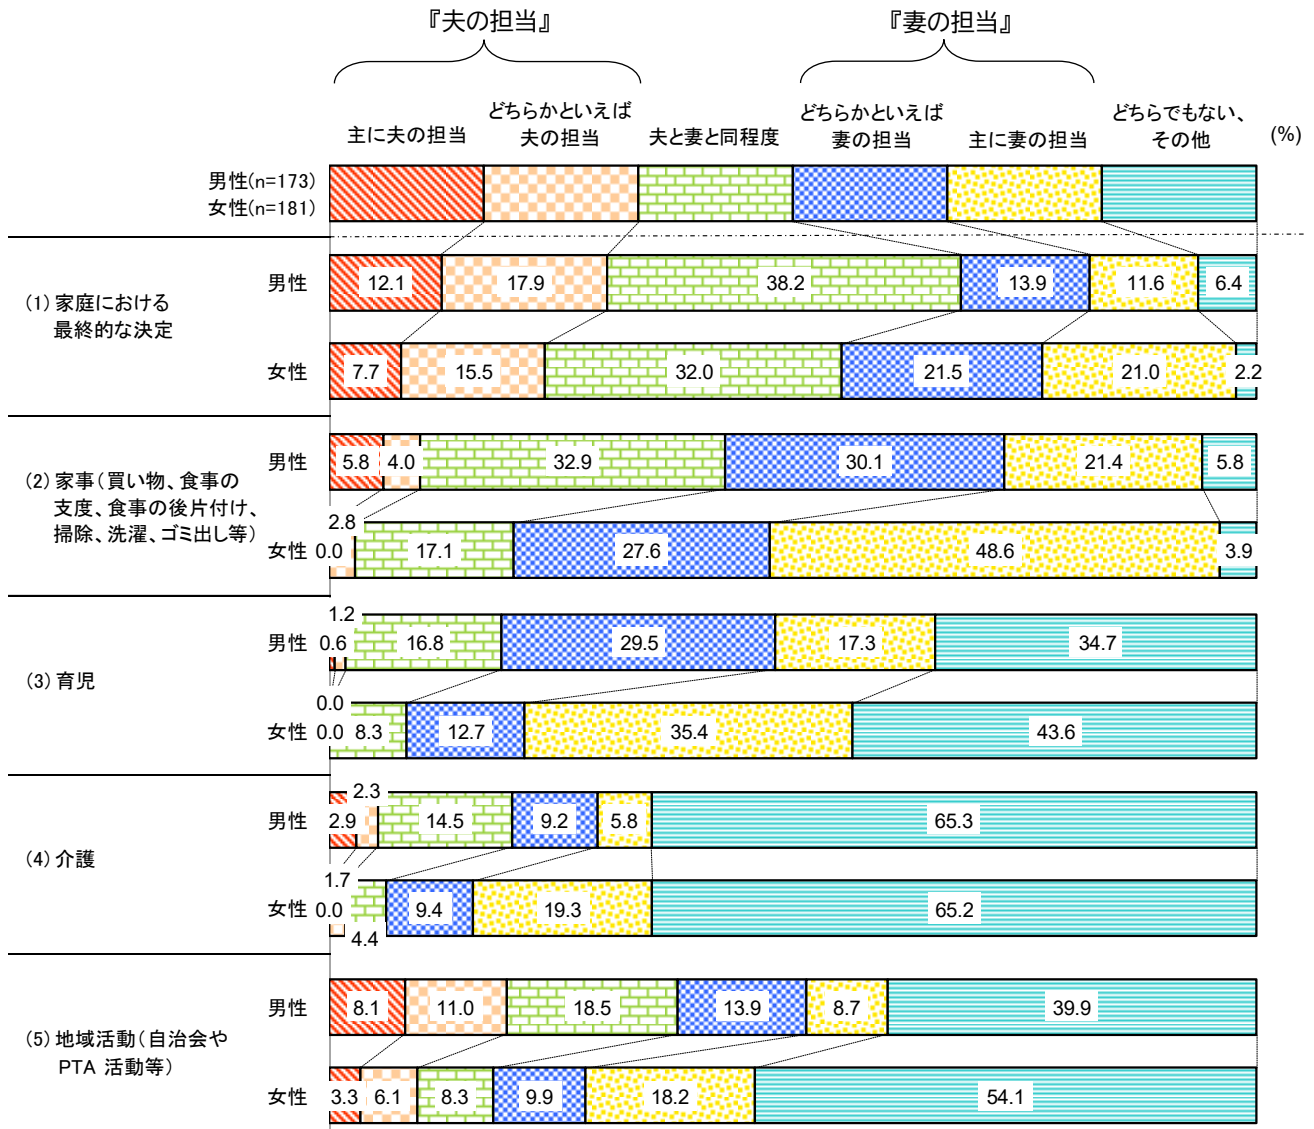 『夫の担当』
『妻の担当』
主に夫の担当
どちらかといえば
夫の担当
夫と妻と同程度
どちらかといえば
妻の担当
主に妻の担当
どちらでもない、
その他
(%)
男性(n=173)
女性(n=181)
(1) 家庭における
最終的な決定
男性
12.1
17.9
38.2
13.9
11.6
6.4
女性
7.7
15.5
32.0
21.5
21.0
2.2
(2) 家事(買い物、食事の
支度、食事の後片付け、
掃除、洗濯、ゴミ出し等)
男性
5.8
4.0
32.9
30.1
21.4
5.8
女性
0.0
2.8
17.1
27.6
48.6
3.9
(3) 育児
男性
0.6
1.2
16.8
29.5
17.3
34.7
女性
0.0
0.0
8.3
12.7
35.4
43.6
(4) 介護
男性
2.9
2.3
14.5
9.2
5.8
65.3
女性
0.0
1.7
4.4
9.4
19.3
65.2
(5) 地域活動(自治会や
PTA 活動等)
男性
8.1
11.0
18.5
13.9
8.7
39.9
女性
3.3
6.1
8.3
9.9
18.2
54.1